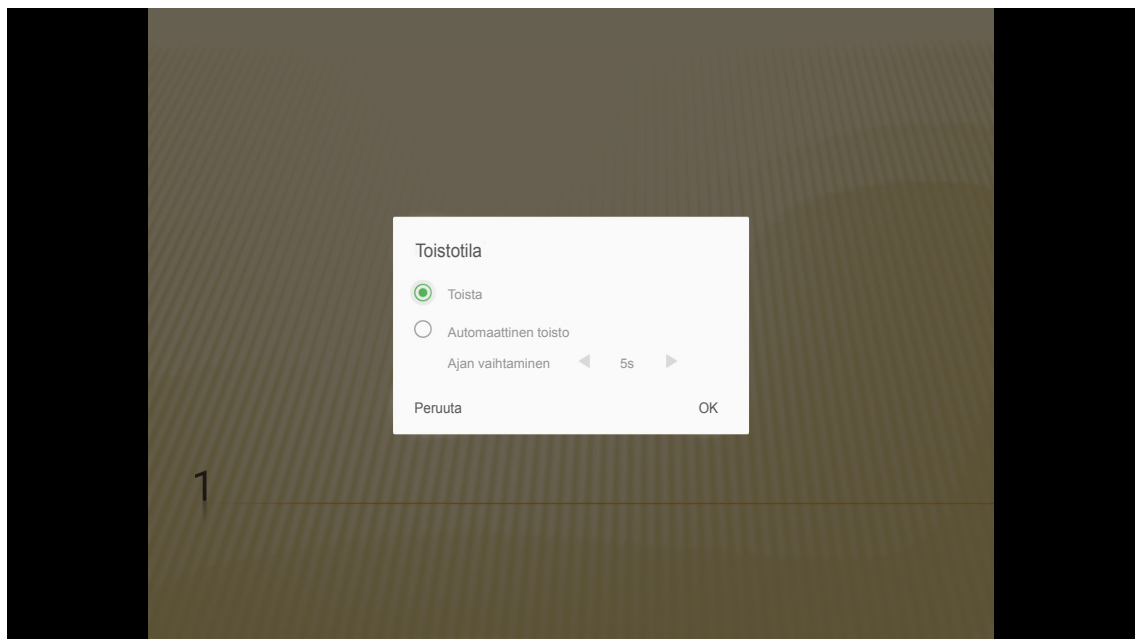 Toistotila
Toista
Automaattinen toisto
Ajan vaihtaminen 5s
Peruuta OK
1